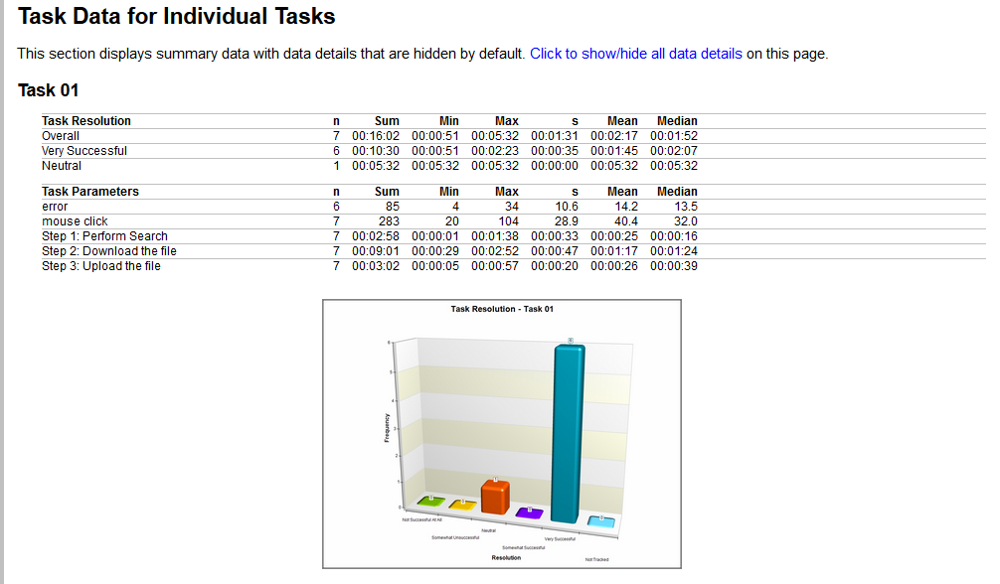 Task Data for Individual Tasks
This section displays summary data with data details that are hidden by default. Click to show/hide all data details on this page.
Task 01
Task Resolution n Sum Min Max s Mean Median
Overall 7 00:16:02 00:00:51 00:05:32 00:01:31 00:02:17 00:01:52
Very Successful 6 00:10:30 00:00:51 00:02:23 00:00:35 00:01:45 00:02:07
Neutral 1 00:05:32 00:05:32 00:05:32 00:00:00 00:05:32 00:05:32
Task Parameters n Sum Min Max s Mean Median
error 6 85 4 34 10.6 14.2 13.5
mouse click 7 283 20 104 28.9 40.4 32.0
Step 1: Perform Search 7 00:02:58 00:00:01 00:01:38 00:00:33 00:00:25 00:00:16
Step 2: Download the file 7 00:09:01 00:00:29 00:02:52 00:00:47 00:01:17 00:01:24
Step 3: Upload the file 7 00:03:02 00:00:05 00:00:57 00:00:20 00:00:26 00:00:39
Task Resolution - Task 01
6
6
5
4
Frequency
3
2
1
1
0
0
0
0
0
Not Successful At All
Neutral
Somewhat Unsuccessful
Very Successful
Somewhat Successful
Resolution
Not Tracked